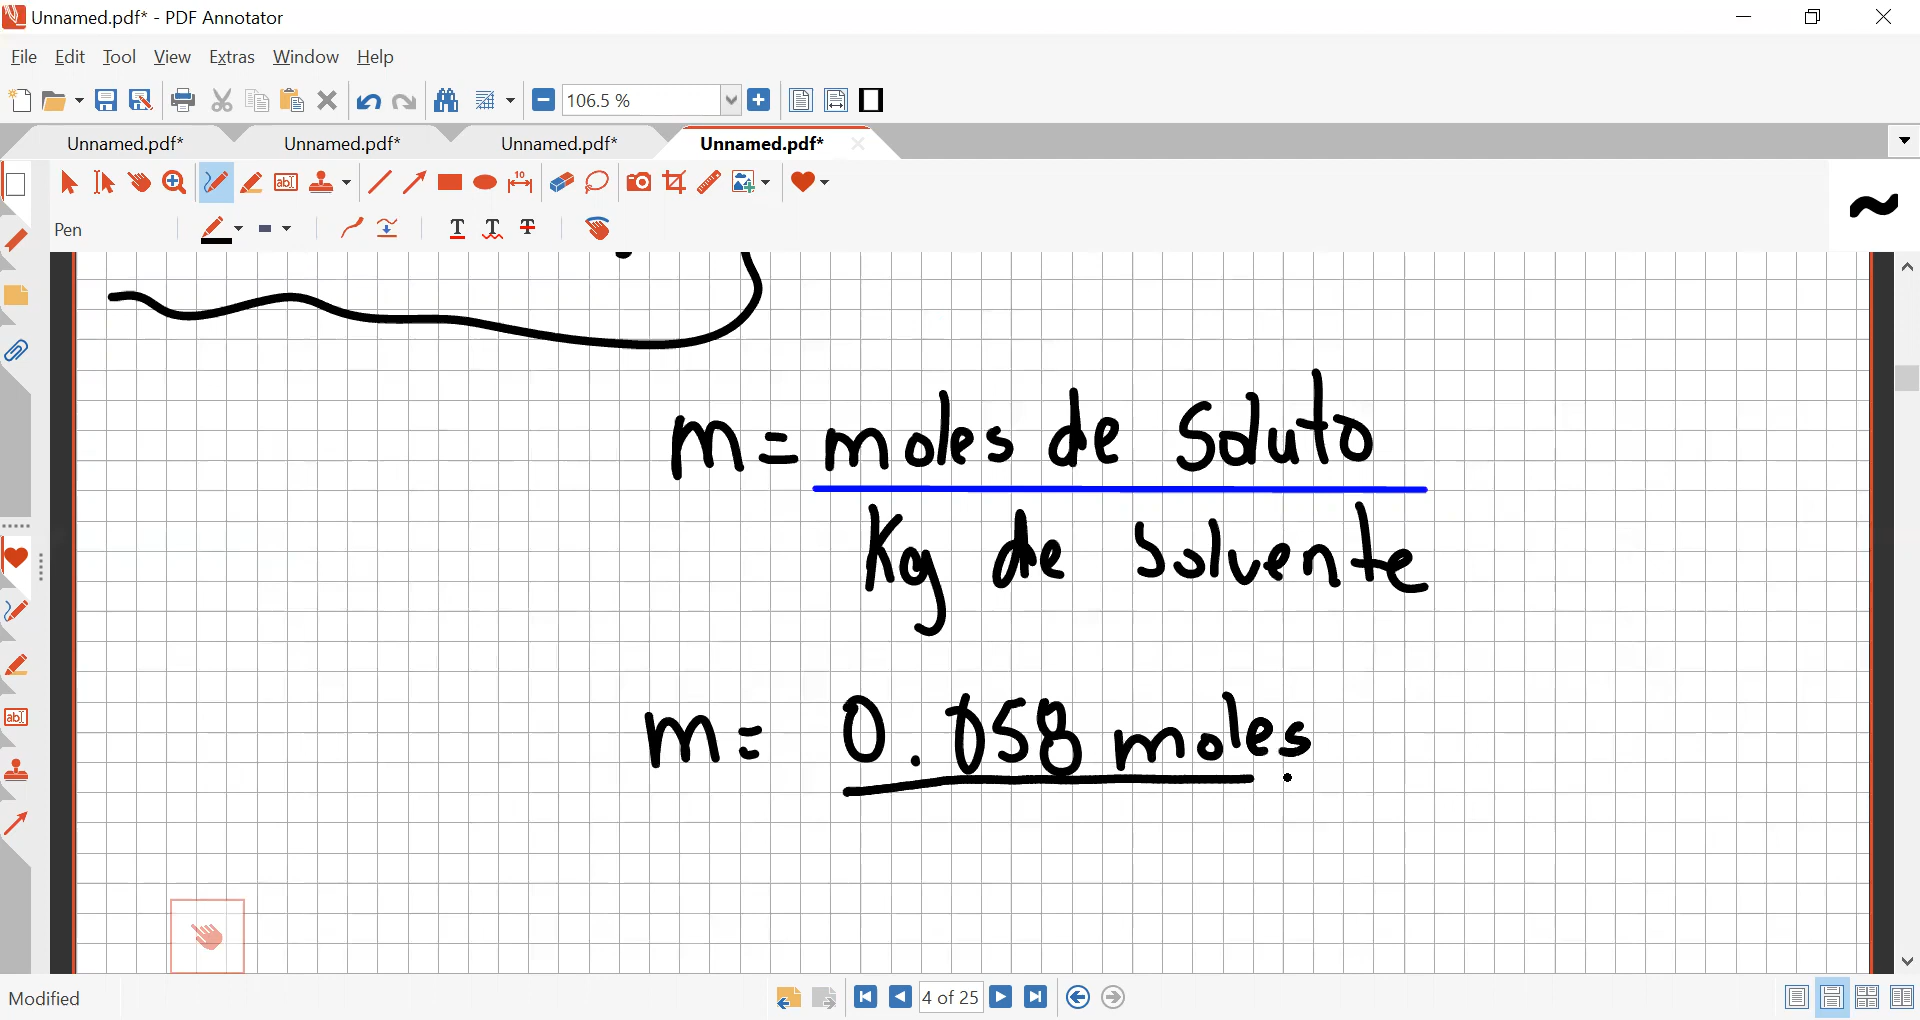 Unnamed.pdf* - PDF Annotator
File Edit Tool View Extras Window Help
106.5 %
Unnamed.pdf* Unnamed.pdf* Unnamed.pdf* Unnamed.pdf*
Pen
m = moles de Soluto
Kg de Solvente
m = 0.058 moles
Modified
4 of 25